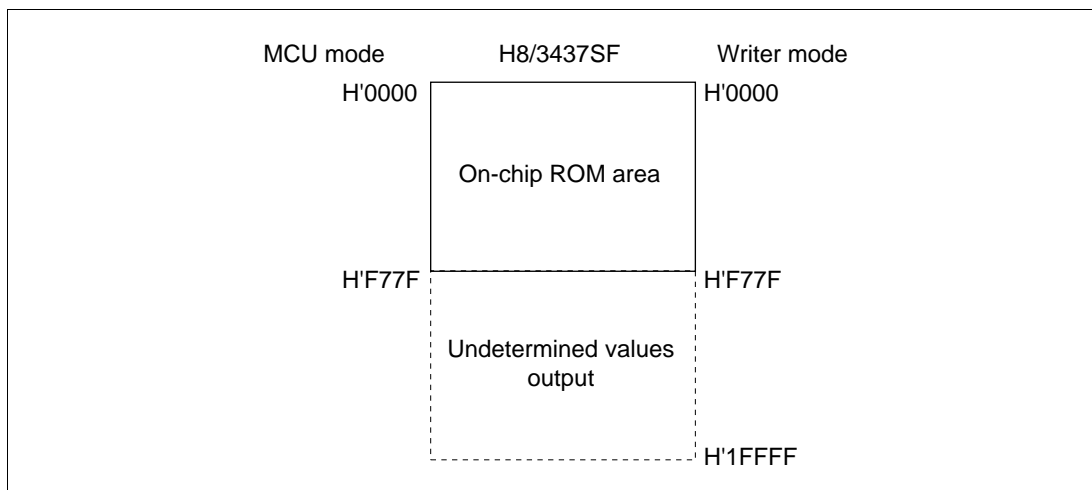 MCU mode H8/3437SF Writer mode
H'0000 H'0000
On-chip ROM area
H'F77F H'F77F
Undetermined values
output
H'1FFFF